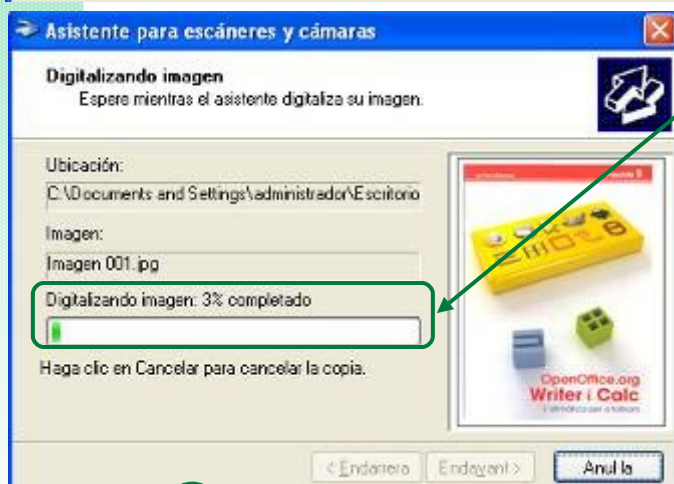 Asistente para escáneres y cámaras
Digitalizando imagen
Espere mientras el asistente digitaliza su imagen.
Ubicación:
C:\Documents and Settings\administrador\Escritorio
Imagen:
Imagen 001.jpg
Digitalizando imagen: 3% completado
Haga clic en Cancelar para cancelar la copia.
OpenOffice.org
Writer i Calc
< Endarrera
Endavant >
Anul·la